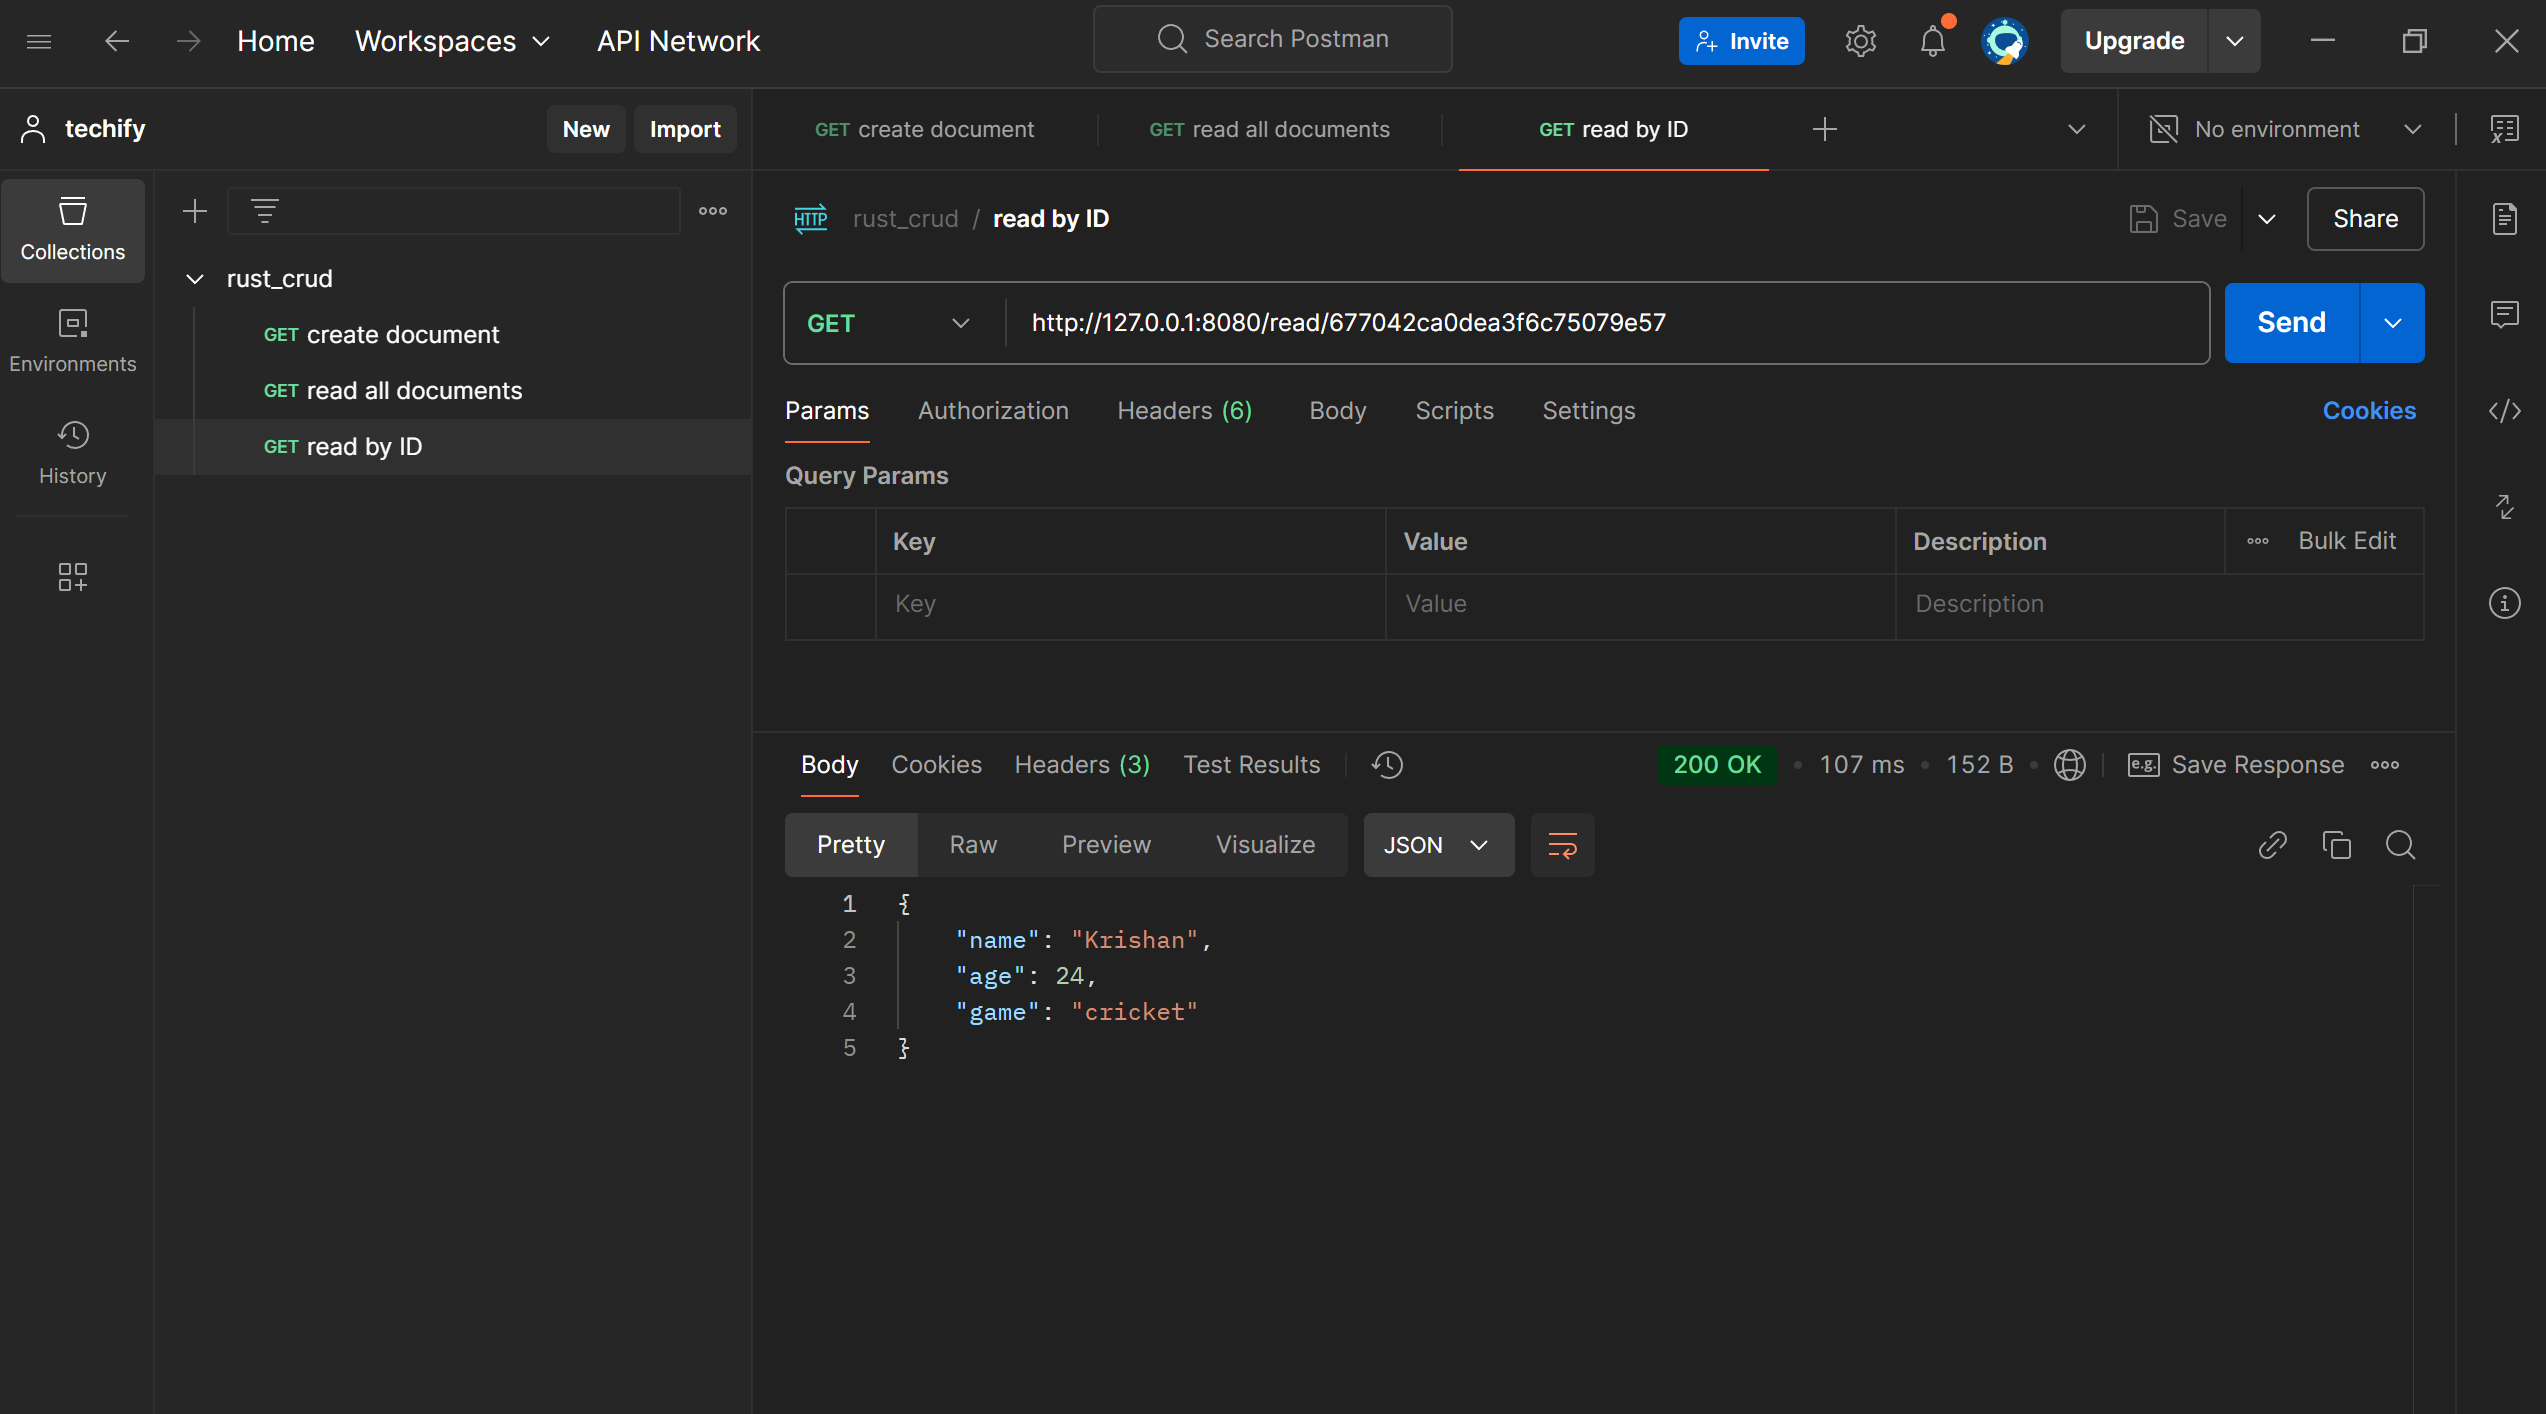 Home Workspaces API Network Search Postman Invite Upgrade
techify New Import GET create document GET read all documents GET read by ID No environment
Collections
Environments
History
rust_crud
GET create document
GET read all documents
GET read by ID
HTTP rust_crud / read by ID Save Share
GET http://127.0.0.1:8080/read/677042ca0dea3f6c75079e57 Send
Params Authorization Headers (6) Body Scripts Settings Cookies
Query Params
Key Value Description Bulk Edit
Key Value Description
Body Cookies Headers (3) Test Results 200 OK • 107 ms • 152 B • e.g. Save Response
Pretty Raw Preview Visualize JSON
1 {
2 "name": "Krishan",
3 "age": 24,
4 "game": "cricket"
5 }